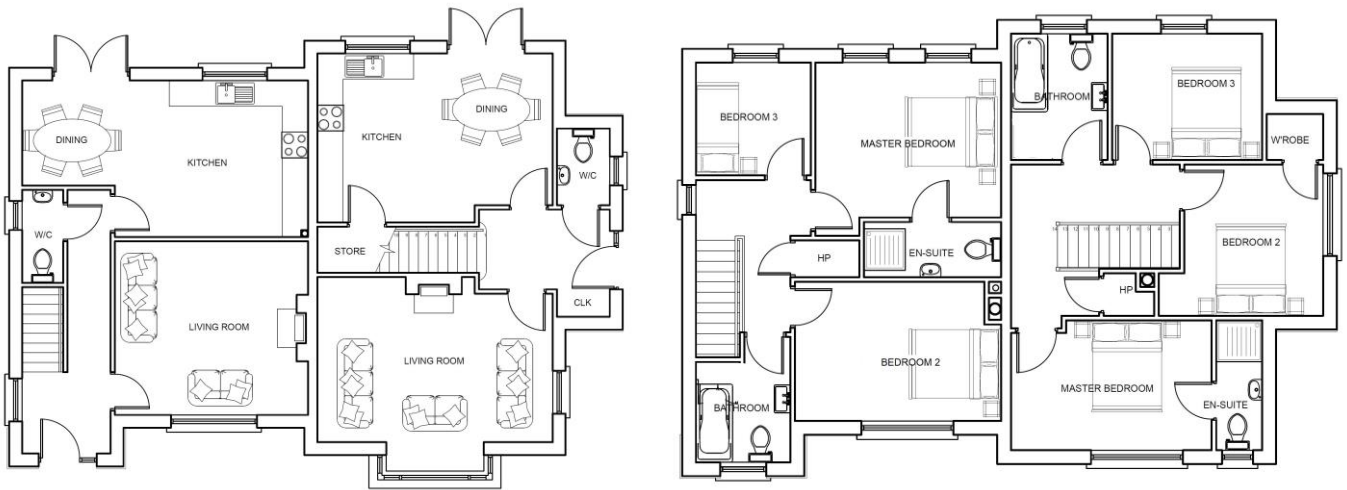 DINING
KITCHEN
W/C
LIVING ROOM
KITCHEN
DINING
W/C
STORE
CLK
LIVING ROOM
BEDROOM 3
MASTER BEDROOM
HP
EN-SUITE
BEDROOM 2
BATHROOM
BATHROOM
BEDROOM 3
W'ROBE
BEDROOM 2
HP
MASTER BEDROOM
EN-SUITE